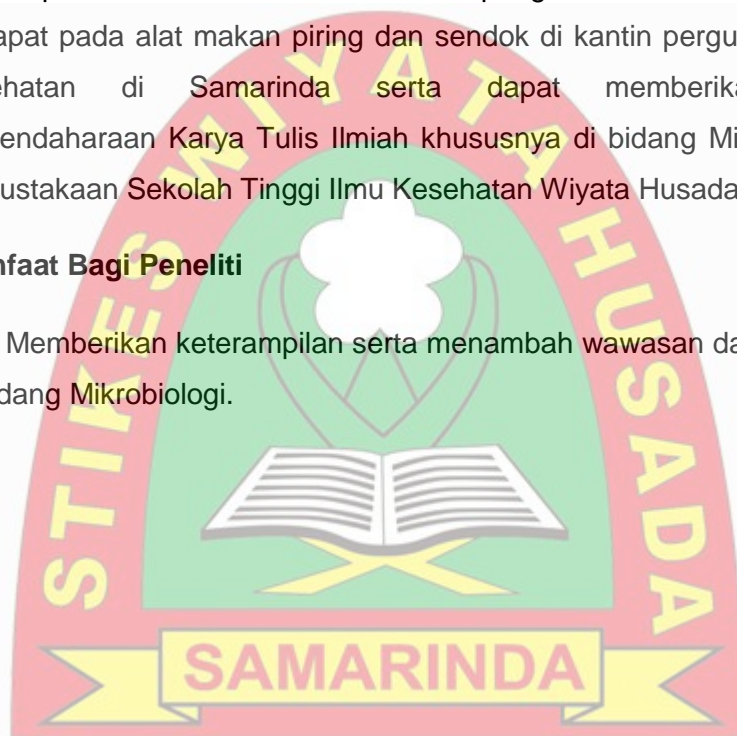 apat pada alat makan piring dan sendok di kantin pergu
ehatan di Samarinda serta dapat memberika
endaharaan Karya Tulis Ilmiah khususnya di bidang Mi
ustakaan Sekolah Tinggi Ilmu Kesehatan Wiyata Husada
nfaat Bagi Peneliti
Memberikan keterampilan serta menambah wawasan da
dang Mikrobiologi.
STIKES WIYATA HUSADA
SAMARINDA